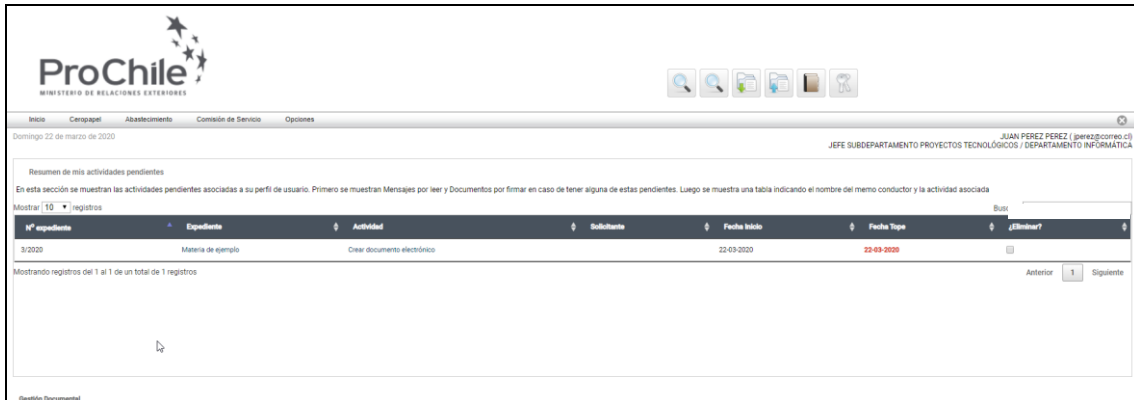 ProChile
MINISTERIO DE RELACIONES EXTERIORES
Inicio Ceropapel Abastecimiento Comisión de Servicio Opciones
Domingo 22 de marzo de 2020
JUAN PEREZ PEREZ ( jperez@correo.cl)
JEFE SUBDEPARTAMENTO PROYECTOS TECNOLÓGICOS / DEPARTAMENTO INFORMÁTICA
Resumen de mis actividades pendientes
En esta sección se muestran las actividades pendientes asociadas a su perfil de usuario. Primero se muestran Mensajes por leer y Documentos por firmar en caso de tener alguna de estas pendientes. Luego se muestra una tabla indicando el nombre del memo conductor y la actividad asociada
Mostrar 10 registros
Busc
Nº expediente Expediente Actividad Solicitante Fecha Inicio Fecha Tope ¿Eliminar?
3/2020 Materia de ejemplo Crear documento electrónico 22-03-2020 22-03-2020
Mostrando registros del 1 al 1 de un total de 1 registros
Anterior 1 Siguiente
Gestión Documental